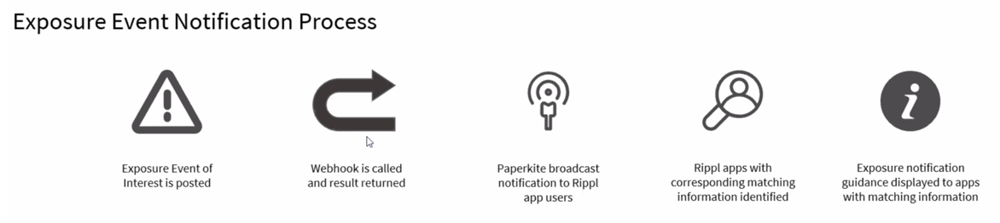 Exposure Event Notification Process
Exposure Event of
Interest is posted
Webhook is called
and result returned
Paperkite broadcast
notification to Rippl
app users
Rippl apps with
corresponding matching
information identified
Exposure notification
guidance displayed to apps
with matching information